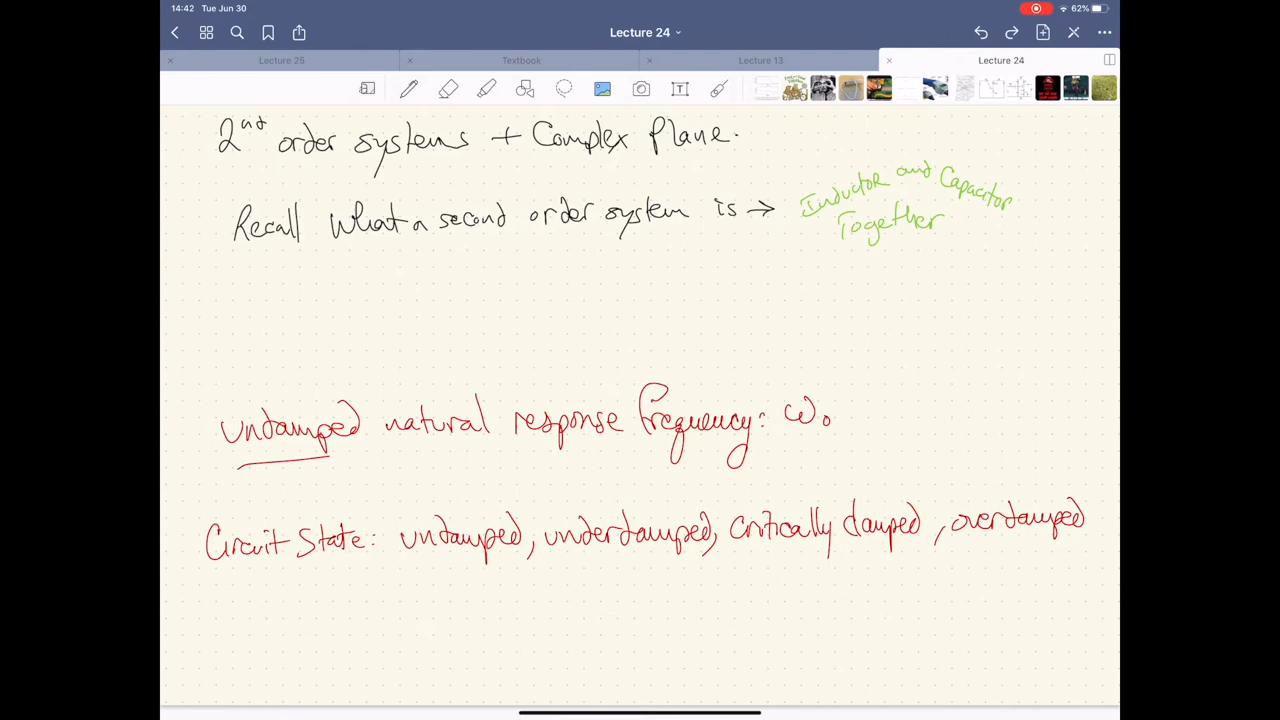 14:42 Tue Jun 30
62%
Lecture 24
Lecture 25
Textbook
Lecture 13
Lecture 24
2nd order systems + Complex Plane.
Recall What a second order system is → Inductor and Capacitor
Together
Undamped natural response frequency: ω₀
Circuit State: undamped, underdamped, critically damped, overdamped